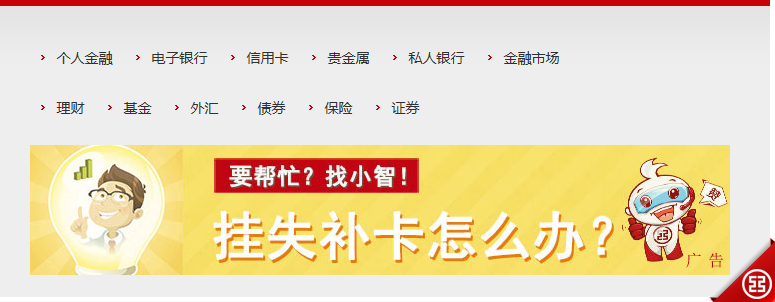 个人金融 电子银行 信用卡 贵金属 私人银行 金融市场
理财 基金 外汇 债券 保险 证券
要帮忙？找小智！
挂失补卡怎么办？
广告